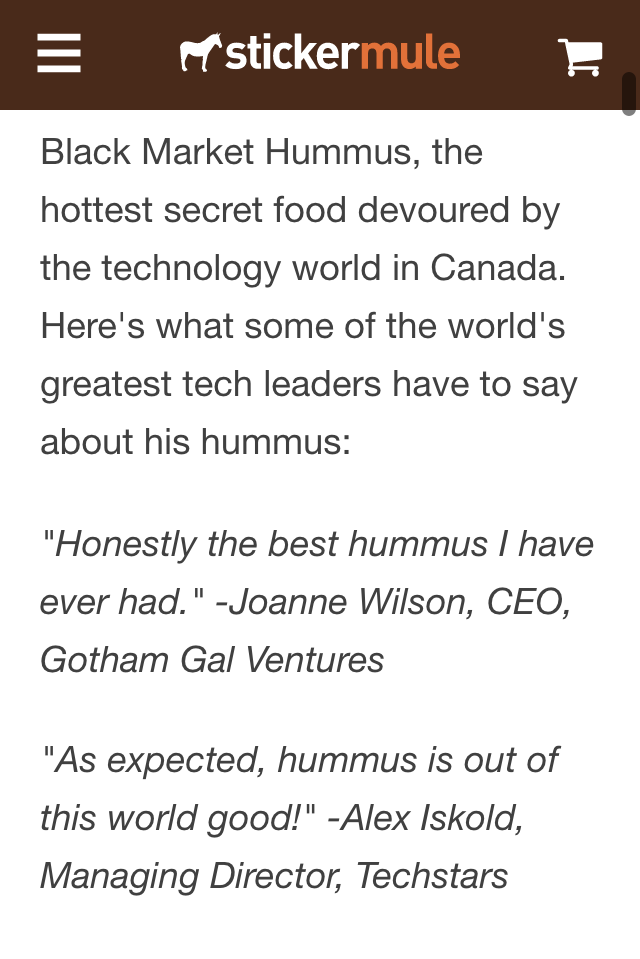 stickermule
Black Market Hummus, the
hottest secret food devoured by
the technology world in Canada.
Here's what some of the world's
greatest tech leaders have to say
about his hummus:
"Honestly the best hummus I have
ever had." -Joanne Wilson, CEO,
Gotham Gal Ventures
"As expected, hummus is out of
this world good!" -Alex Iskold,
Managing Director, Techstars